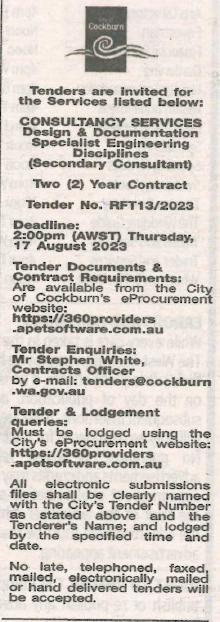 City of
Cockburn
Tenders are invited for
the Services listed below:
CONSULTANCY SERVICES
Design & Documentation
Specialist Engineering
Disciplines
(Secondary Consultant)
Two (2) Year Contract
Tender No. RFT13/2023
Deadline:
2:00pm (AWST) Thursday,
17 August 2023
Tender Documents &
Contract Requirements:
Are available from the City
of Cockburn's eProcurement
website:
https://360providers
.apetsoftware.com.au
Tender Enquiries:
Mr Stephen White,
Contracts Officer
by e-mail: tenders@cockburn
.wa.gov.au
Tender & Lodgement
queries:
Must be lodged using the
City's eProcurement website:
https://360providers
.apetsoftware.com.au
All electronic submissions
files shall be clearly named
with the City's Tender Number
as stated above and the
Tenderer's Name; and lodged
by the specified time and
date.
No late, telephoned, faxed,
mailed, electronically mailed
or hand delivered tenders will
be accepted.